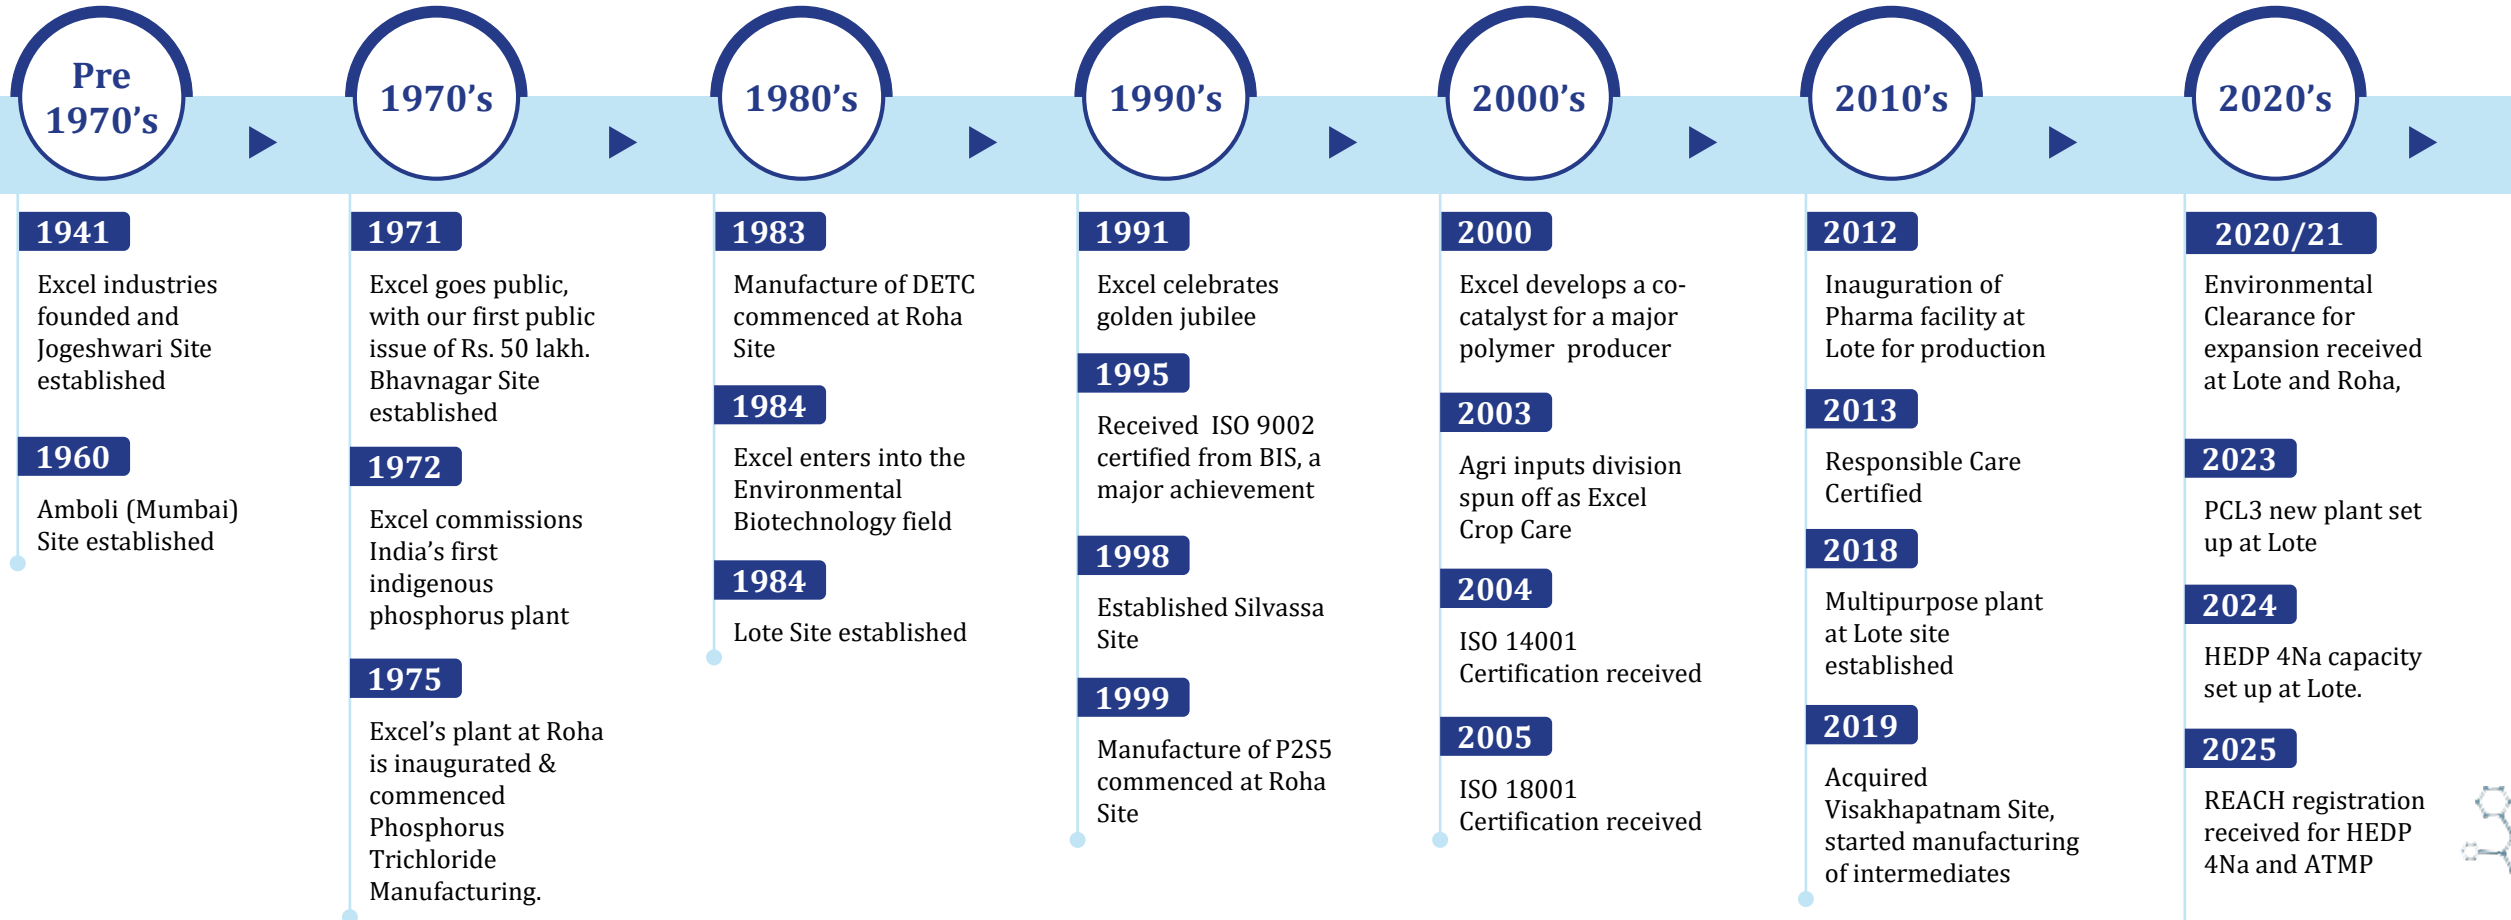 Pre
1970's
1970's
1980's
1990's
2000's
2010's
2020's
1941
Excel industries
founded and
Jogeshwari Site
established
1960
Amboli (Mumbai)
Site established
1971
Excel goes public,
with our first public
issue of Rs. 50 lakh.
Bhavnagar Site
established
1972
Excel commissions
India's first
indigenous
phosphorus plant
1975
Excel's plant at Roha
is inaugurated &
commenced
Phosphorus
Trichloride
Manufacturing.
1983
Manufacture of DETC
commenced at Roha
Site
1984
Excel enters into the
Environmental
Biotechnology field
1984
Lote Site established
1991
Excel celebrates
golden jubilee
1995
Received ISO 9002
certified from BIS, a
major achievement
1998
Established Silvassa
Site
1999
Manufacture of P2S5
commenced at Roha
Site
2000
Excel develops a co-
catalyst for a major
polymer producer
2003
Agri inputs division
spun off as Excel
Crop Care
2004
ISO 14001
Certification received
2005
ISO 18001
Certification received
2012
Inauguration of
Pharma facility at
Lote for production
2013
Responsible Care
Certified
2018
Multipurpose plant
at Lote site
established
2019
Acquired
Visakhapatnam Site,
started manufacturing
of intermediates
2020/21
Environmental
Clearance for
expansion received
at Lote and Roha,
2023
PCL3 new plant set
up at Lote
2024
HEDP 4Na capacity
set up at Lote.
2025
REACH registration
received for HEDP
4Na and ATMP